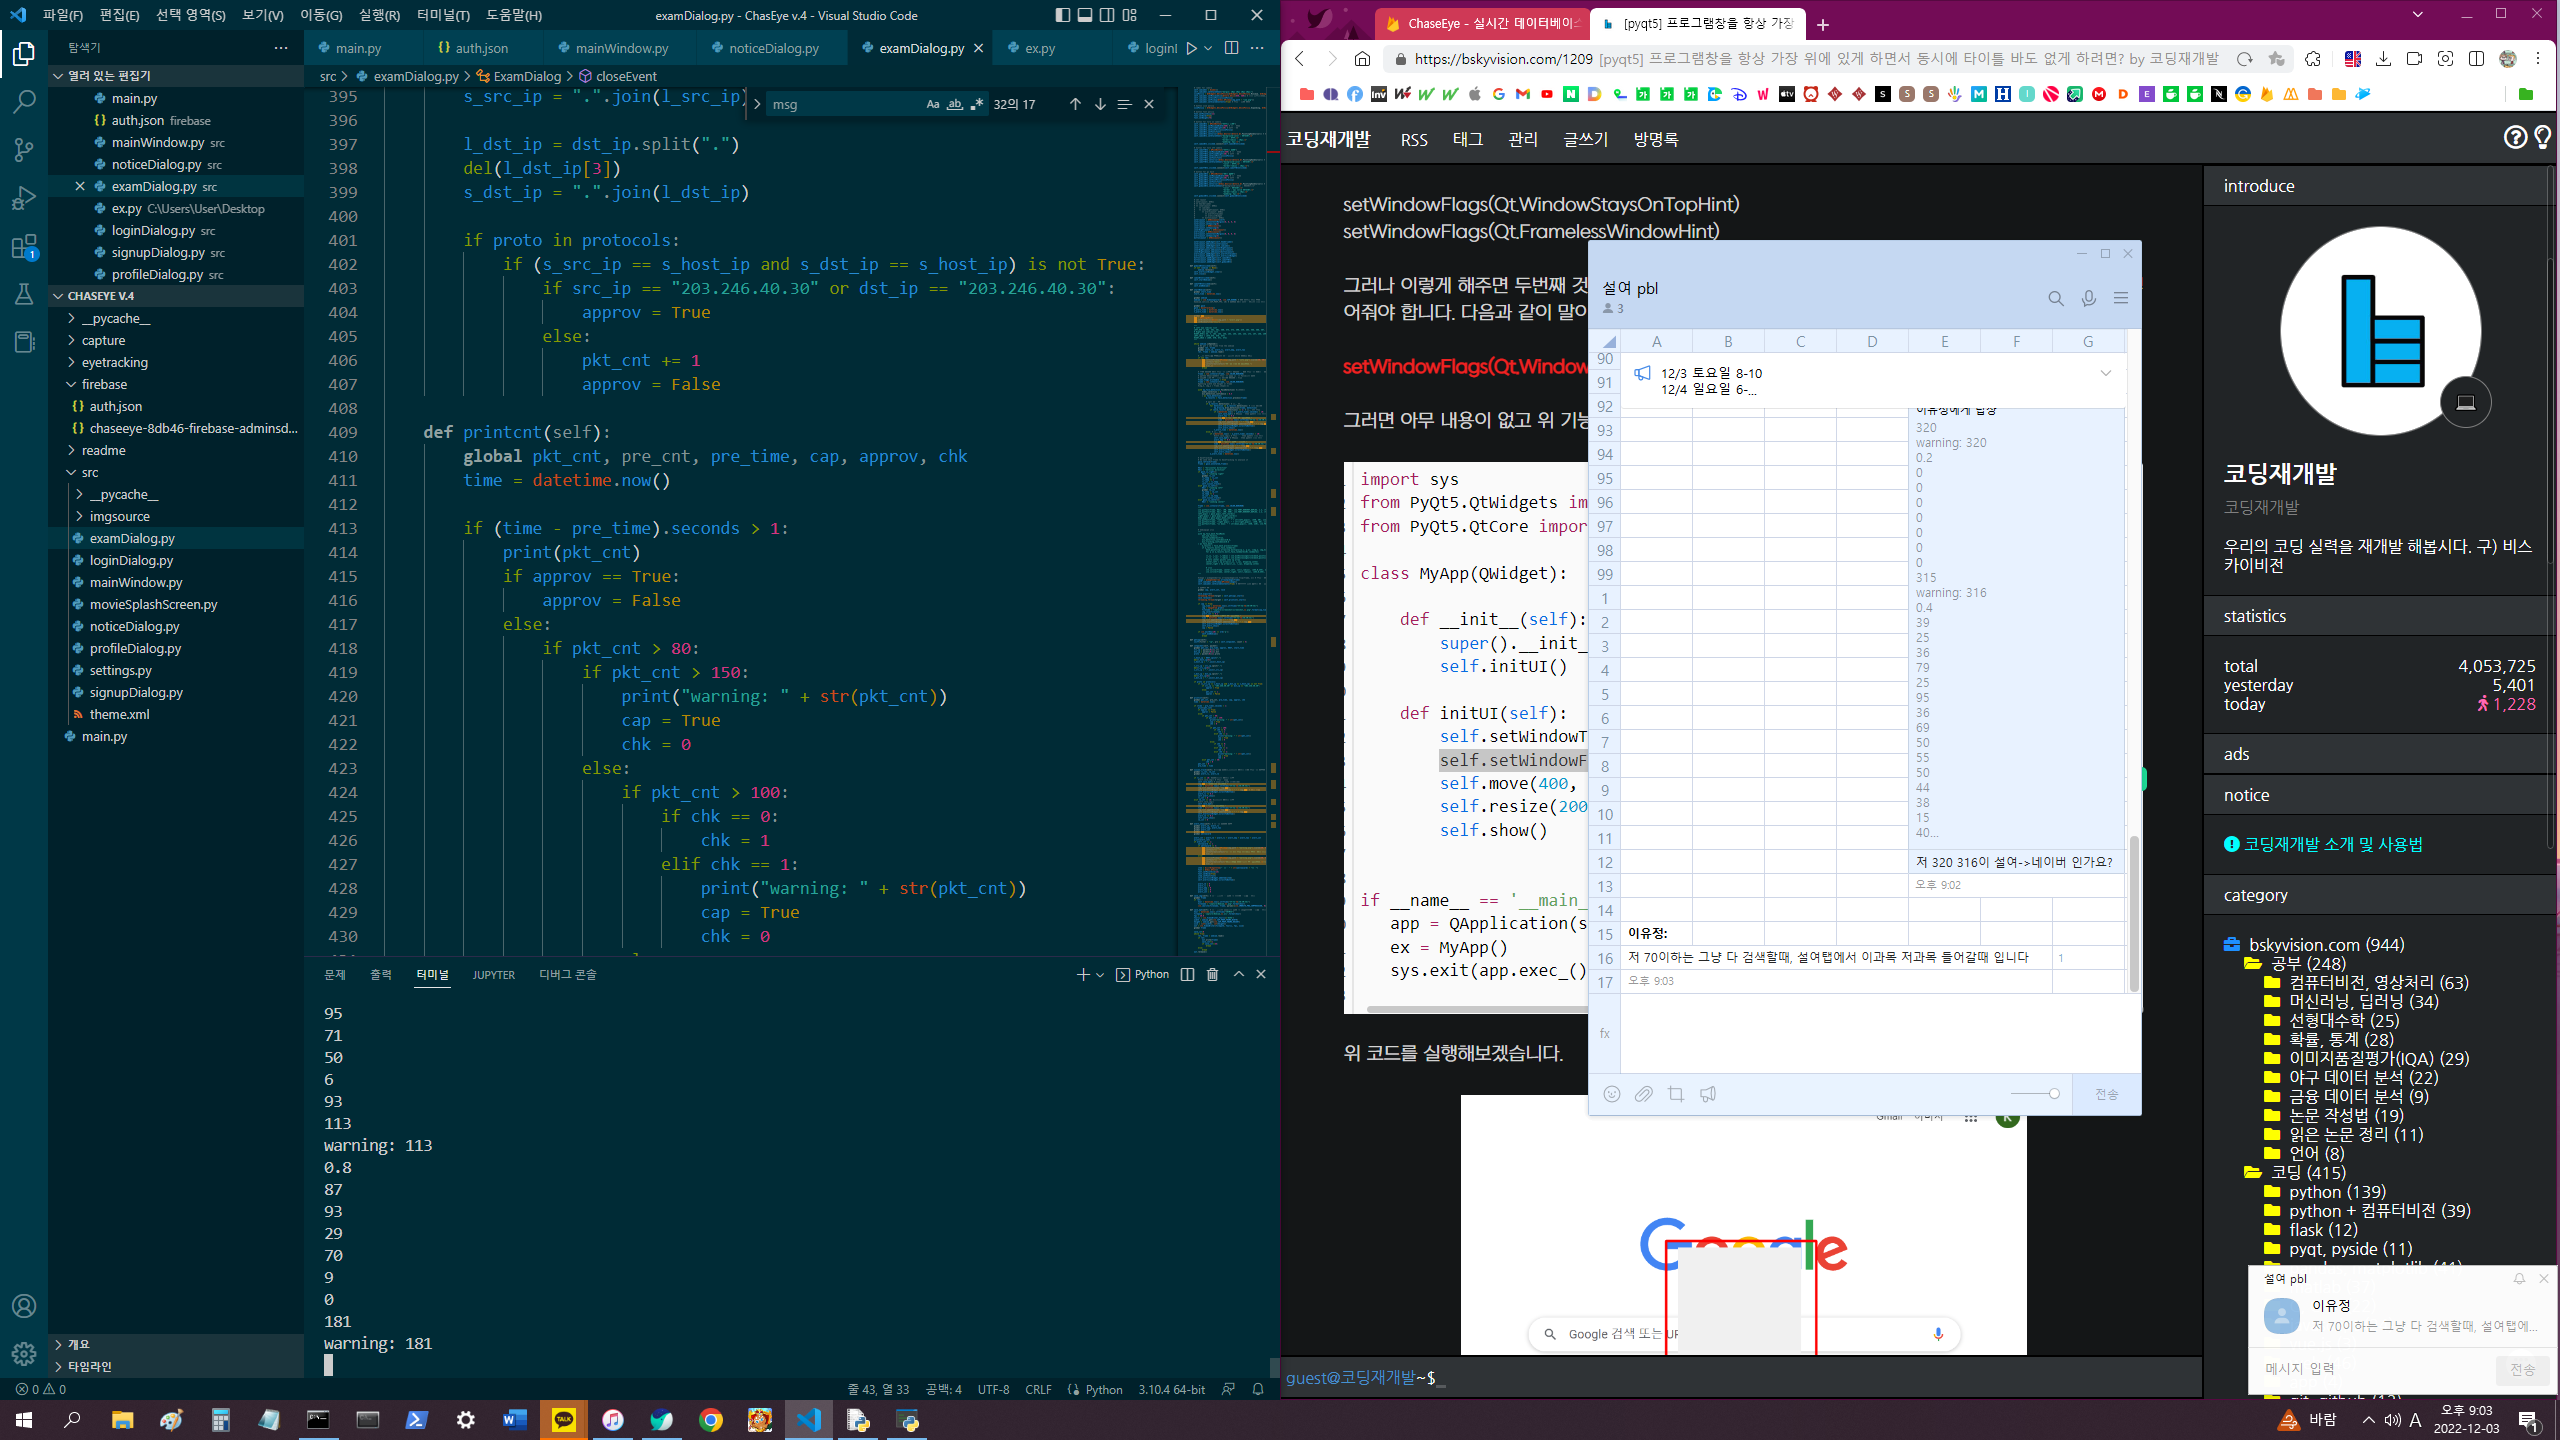 파일(F) 편집(E) 선택 영역(S) 보기(V) 이동(G) 실행(R) 터미널(T) 도움말(H)
examDialog.py - ChasEye v.4 - Visual Studio Code
탐색기
열려 있는 편집기
main.py
auth.json firebase
mainWindow.py src
noticeDialog.py src
examDialog.py src
ex.py C:\Users\User\Desktop
loginDialog.py src
signupDialog.py src
profileDialog.py src
CHASEYE V.4
__pycache__
capture
eyetracking
firebase
auth.json
chaseeye-8db46-firebase-adminsd...
readme
src
__pycache__
imgsource
examDialog.py
loginDialog.py
mainWindow.py
movieSplashScreen.py
noticeDialog.py
profileDialog.py
settings.py
signupDialog.py
theme.xml
main.py
개요
타임라인
main.py auth.json mainWindow.py noticeDialog.py examDialog.py ex.py loginI
src > examDialog.py > ExamDialog > closeEvent
msg 32의 17
395 s_src_ip = ".".join(l_src_ip)
396
397 l_dst_ip = dst_ip.split(".")
398 del(l_dst_ip[3])
399 s_dst_ip = ".".join(l_dst_ip)
400
401 if proto in protocols:
402 if (s_src_ip == s_host_ip and s_dst_ip == s_host_ip) is not True:
403 if src_ip == "203.246.40.30" or dst_ip == "203.246.40.30":
404 approv = True
405 else:
406 pkt_cnt += 1
407 approv = False
408
409 def printcnt(self):
410 global pkt_cnt, pre_cnt, pre_time, cap, approv, chk
411 time = datetime.now()
412
413 if (time - pre_time).seconds > 1:
414 print(pkt_cnt)
415 if approv == True:
416 approv = False
417 else:
418 if pkt_cnt > 80:
419 if pkt_cnt > 150:
420 print("warning: " + str(pkt_cnt))
421 cap = True
422 chk = 0
423 else:
424 if pkt_cnt > 100:
425 if chk == 0:
426 chk = 1
427 elif chk == 1:
428 print("warning: " + str(pkt_cnt))
429 cap = True
430 chk = 0
문제 출력 터미널 JUPYTER 디버그 콘솔
Python
95
71
50
6
93
113
warning: 113
0.8
87
93
29
70
9
0
181
warning: 181
0 0
줄 43, 열 33 공백: 4 UTF-8 CRLF Python 3.10.4 64-bit
ChaseEye - 실시간 데이터베이스
[pyqt5] 프로그램창을 항상 가장
https://bskyvision.com/1209 [pyqt5] 프로그램창을 항상 가장 위에 있게 하면서 동시에 타이틀 바도 없게 하려면? by 코딩재개발
코딩재개발 RSS 태그 관리 글쓰기 방명록
setWindowFlags(Qt.WindowStaysOnTopHint)
setWindowFlags(Qt.FramelessWindowHint)
그러나 이렇게 해주면 두번째 것
어줘야 합니다. 다음과 같이 말이
setWindowFlags(Qt.Window
그러면 아무 내용이 없고 위 기능
import sys
from PyQt5.QtWidgets im
from PyQt5.QtCore impor
class MyApp(QWidget):
def __init__(self):
super().__init_
self.initUI()
def initUI(self):
self.setWindowT
self.setWindowF
self.move(400,
self.resize(200
self.show()
if __name__ == '__main_
app = QApplication(s
ex = MyApp()
sys.exit(app.exec_()
위 코드를 실행해보겠습니다.
Google
Google 검색 또는 UR
guest@코딩재개발~$_
설여 pbl
3
A B C D E F G
90
91
92
93
94
95
96
97
98
99
1
2
3
4
5
6
7
8
9
10
11
12
13
14
15
16
17
12/3 토요일 8-10
12/4 일요일 6-...
320
warning: 320
0.2
0
0
0
0
0
0
0
315
warning: 316
0.4
39
25
36
79
25
95
36
69
50
55
50
44
38
15
40...
저 320 316이 설여->네이버 인가요?
오후 9:02
이유정:
저 70이하는 그냥 다 검색할때, 설여탭에서 이과목 저과목 들어갈때 입니다 1
오후 9:03
fx
전송
introduce
코딩재개발
코딩재개발
우리의 코딩 실력을 재개발 해봅시다. 구) 비스
카이비전
statistics
total 4,053,725
yesterday 5,401
today 1,228
ads
notice
코딩재개발 소개 및 사용법
category
bskyvision.com (944)
공부 (248)
컴퓨터비전, 영상처리 (63)
머신러닝, 딥러닝 (34)
선형대수학 (25)
확률, 통계 (28)
이미지품질평가(IQA) (29)
야구 데이터 분석 (22)
금융 데이터 분석 (9)
논문 작성법 (19)
읽은 논문 정리 (11)
언어 (8)
코딩 (415)
python (139)
python + 컴퓨터비전 (39)
flask (12)
pyqt, pyside (11)
설여 pbl
이유정
저 70이하는 그냥 다 검색할때, 설여탭에...
메시지 입력
전송
바람
A
오후 9:03
2022-12-03
1